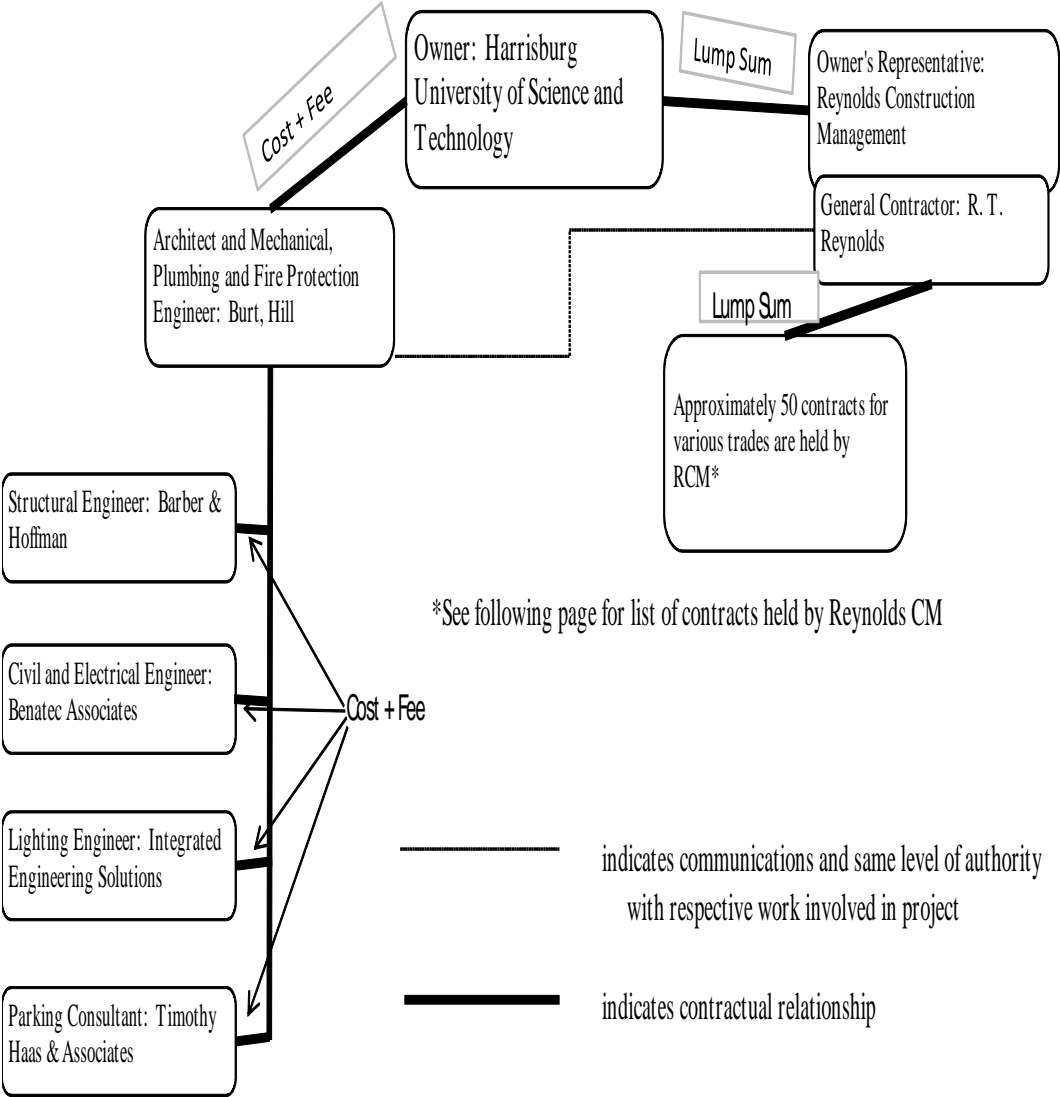 Cost + Fee
Owner: Harrisburg
University of Science and
Technology
Lump Sum
Owner's Representative:
Reynolds Construction
Management
General Contractor: R. T.
Reynolds
Architect and Mechanical,
Plumbing and Fire Protection
Engineer: Burt, Hill
Lump Sum
Approximately 50 contracts for
various trades are held by
RCM*
Structural Engineer: Barber &
Hoffman
*See following page for list of contracts held by Reynolds CM
Civil and Electrical Engineer:
Benatec Associates
Cost + Fee
Lighting Engineer: Integrated
Engineering Solutions
indicates communications and same level of authority
with respective work involved in project
Parking Consultant: Timothy
Haas & Associates
indicates contractual relationship